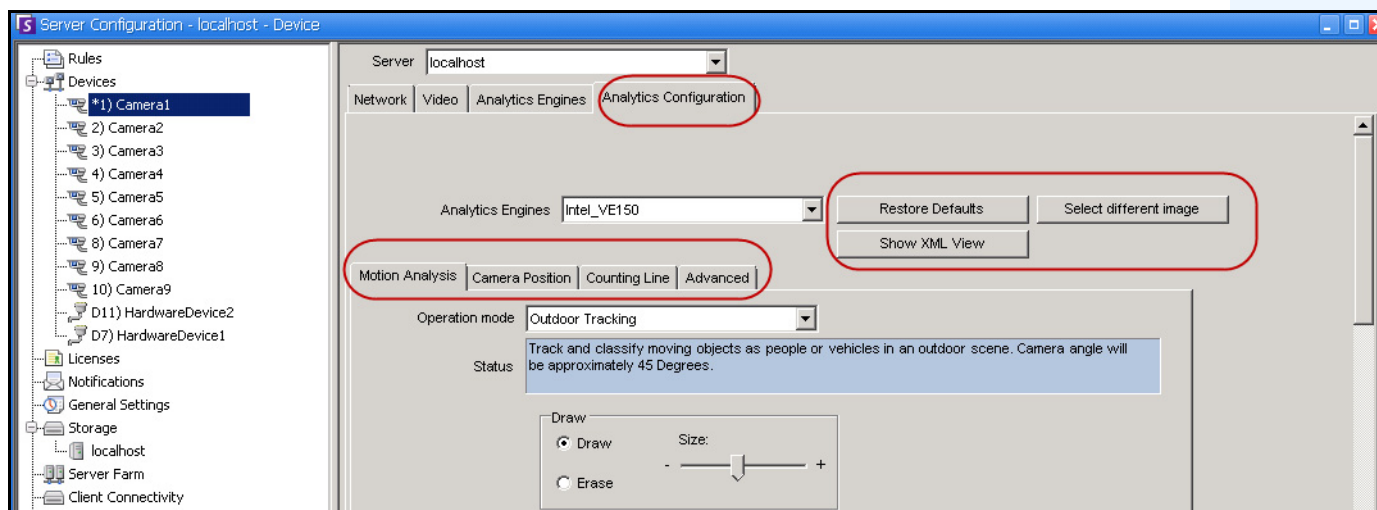 Server Configuration - localhost - Device
Rules
Devices
*1) Camera1
2) Camera2
3) Camera3
4) Camera4
5) Camera5
6) Camera6
8) Camera7
9) Camera8
10) Camera9
D11) HardwareDevice2
D7) HardwareDevice1
Licenses
Notifications
General Settings
Storage
localhost
Server Farm
Client Connectivity
Server localhost
Network Video Analytics Engines Analytics Configuration
Analytics Engines Intel_VE150
Restore Defaults Select different image
Show XML View
Motion Analysis Camera Position Counting Line Advanced
Operation mode Outdoor Tracking
Status
Track and classify moving objects as people or vehicles in an outdoor scene. Camera angle will
be approximately 45 Degrees.
Draw
Draw Size:
- +
Erase